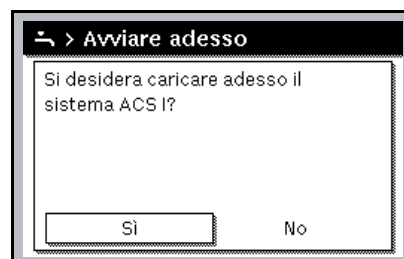 > Avviare adesso
Si desidera caricare adesso il
sistema ACS I?
Sì
No